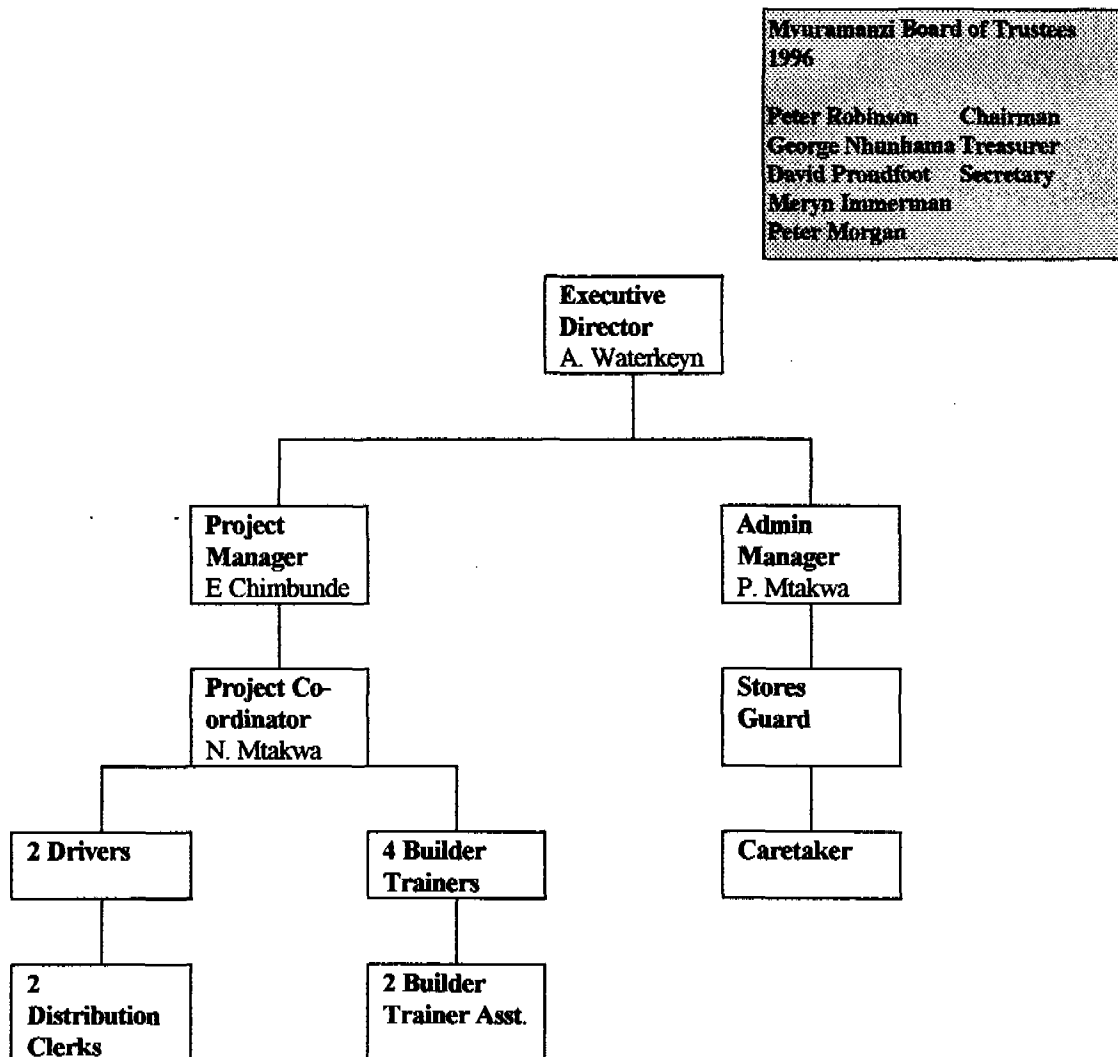 Mvuramanzi Board of Trustees
1996
Peter Robinson Chairman
George Nhunhama Treasurer
David Proudfoot Secretary
Meryn Immerman
Peter Morgan
Executive
Director
A. Waterkeyn
Project
Manager
E Chimbunde
Admin
Manager
P. Mtakwa
Project Co-
ordinator
N. Mtakwa
Stores
Guard
2 Drivers
4 Builder
Trainers
Caretaker
2
Distribution
Clerks
2 Builder
Trainer Asst.